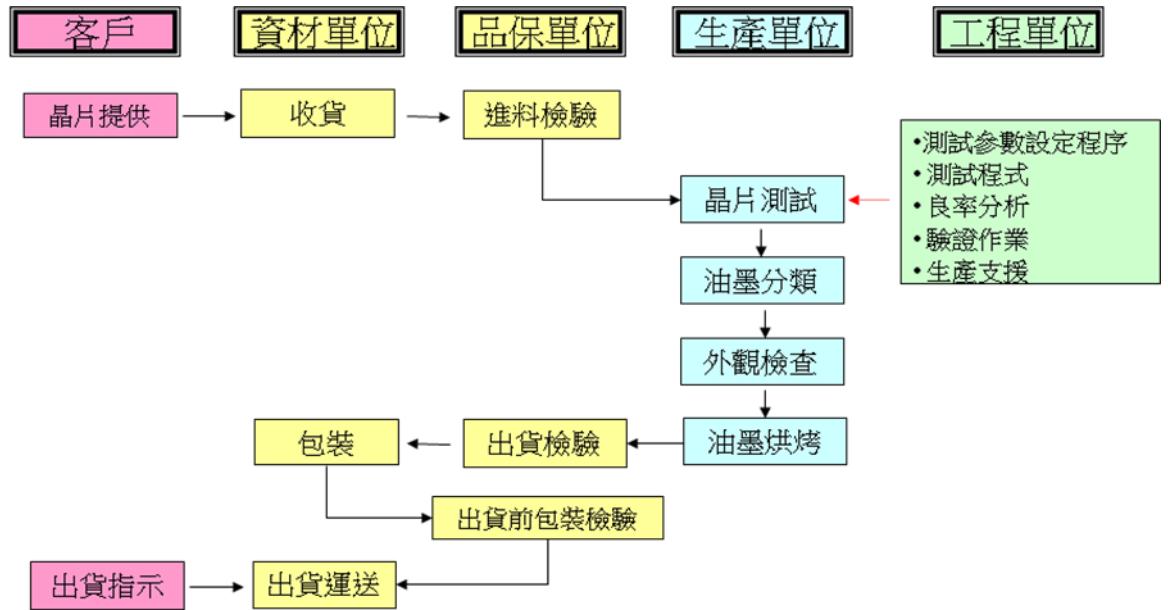 客戶
資材單位
品保單位
生產單位
工程單位
晶片提供
收貨
進料檢驗
•測試參數設定程序
•測試程式
•良率分析
•驗證作業
•生產支援
晶片測試
油墨分類
外觀檢查
油墨烘烤
出貨檢驗
包裝
出貨前包裝檢驗
出貨指示
出貨運送